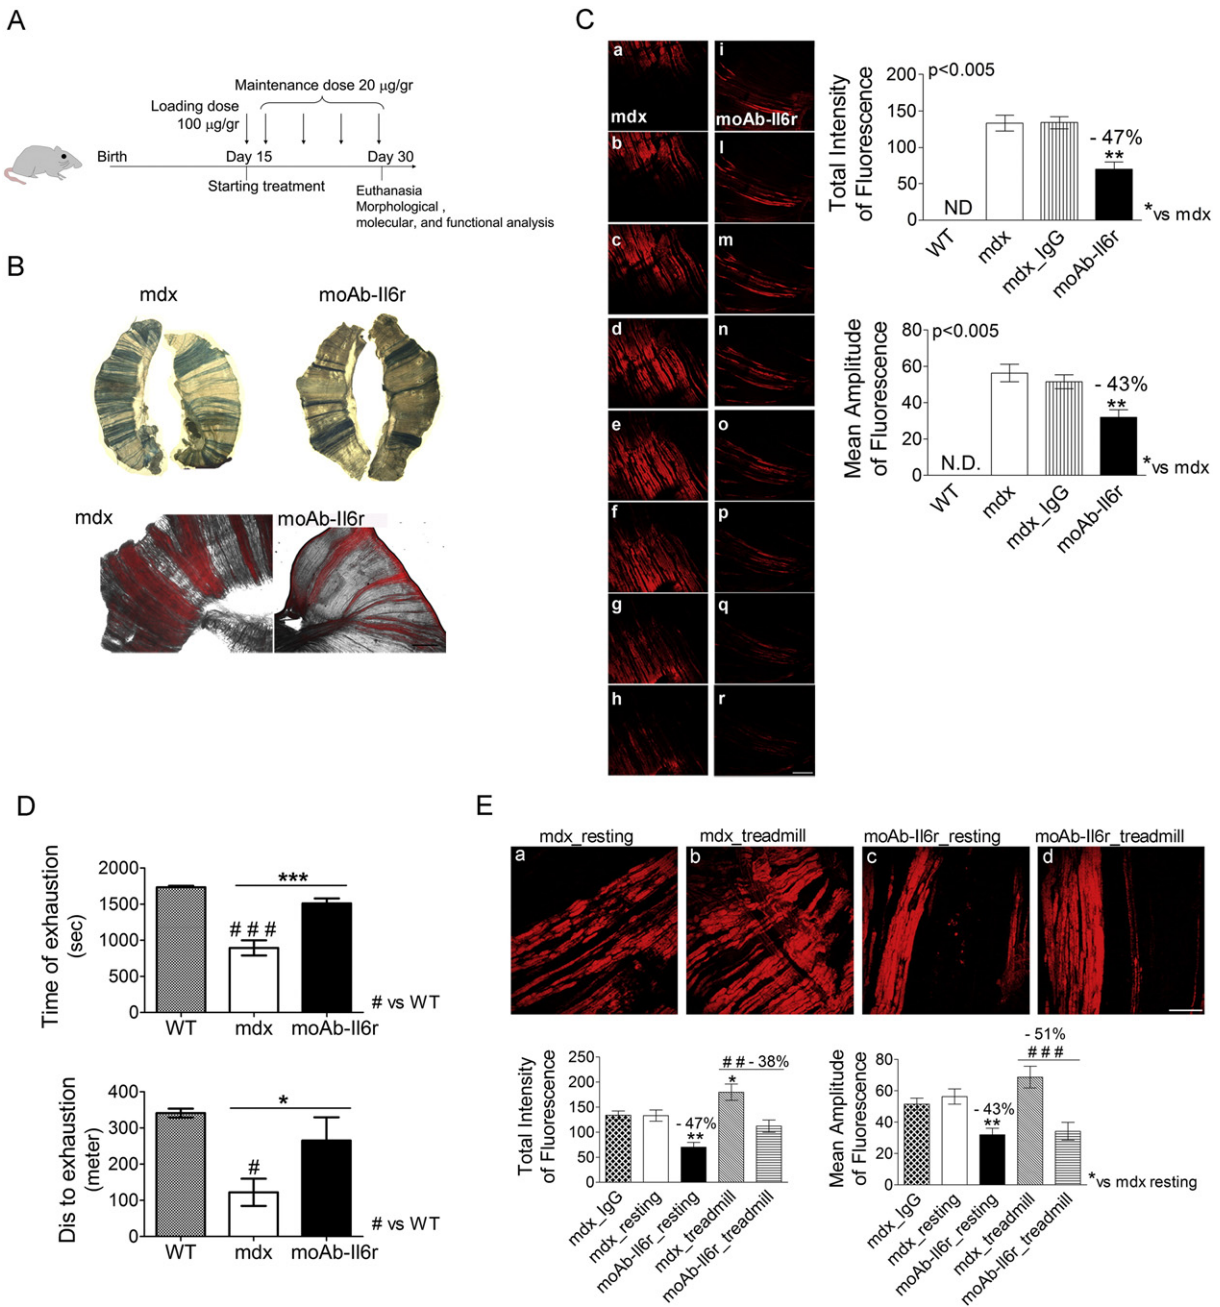 A
Maintenance dose 20 µg/gr
Loading dose
100 µg/gr
Birth
Day 15
Day 30
Starting treatment
Euthanasia
Morphological ,
molecular, and functional analysis
B
mdx
moAb-Il6r
mdx
moAb-Il6r
C
a
mdx
b
c
d
e
f
g
h
i
moAb-Il6r
l
m
n
o
p
q
r
Total Intensity
of Fluorescence
200
150
100
50
0
p<0.005
ND
- 47%
**
*vs mdx
WT
mdx
mdx_IgG
moAb-Il6r
Mean Amplitude
of Fluorescence
80
60
40
20
0
p<0.005
N.D.
- 43%
**
*vs mdx
WT
mdx
mdx_IgG
moAb-Il6r
D
Time of exhaustion
(sec)
2000
1500
1000
500
0
***
# # #
# vs WT
WT
mdx
moAb-Il6r
Dis to exhaustion
(meter)
400
300
200
100
0
*
#
# vs WT
WT
mdx
moAb-Il6r
E
mdx_resting
mdx_treadmill
moAb-Il6r_resting
moAb-Il6r_treadmill
a
b
c
d
Total Intensity
of Fluorescence
250
200
150
100
50
0
- 47%
**
# # - 38%
*
mdx_IgG
mdx_resting
moAb-Il6r_resting
mdx_treadmill
moAb-Il6r_treadmill
Mean Amplitude
of Fluorescence
80
60
40
20
0
- 43%
**
- 51%
# # #
*vs mdx resting
mdx_IgG
mdx_resting
moAb-Il6r_resting
mdx_treadmill
moAb-Il6r_treadmill